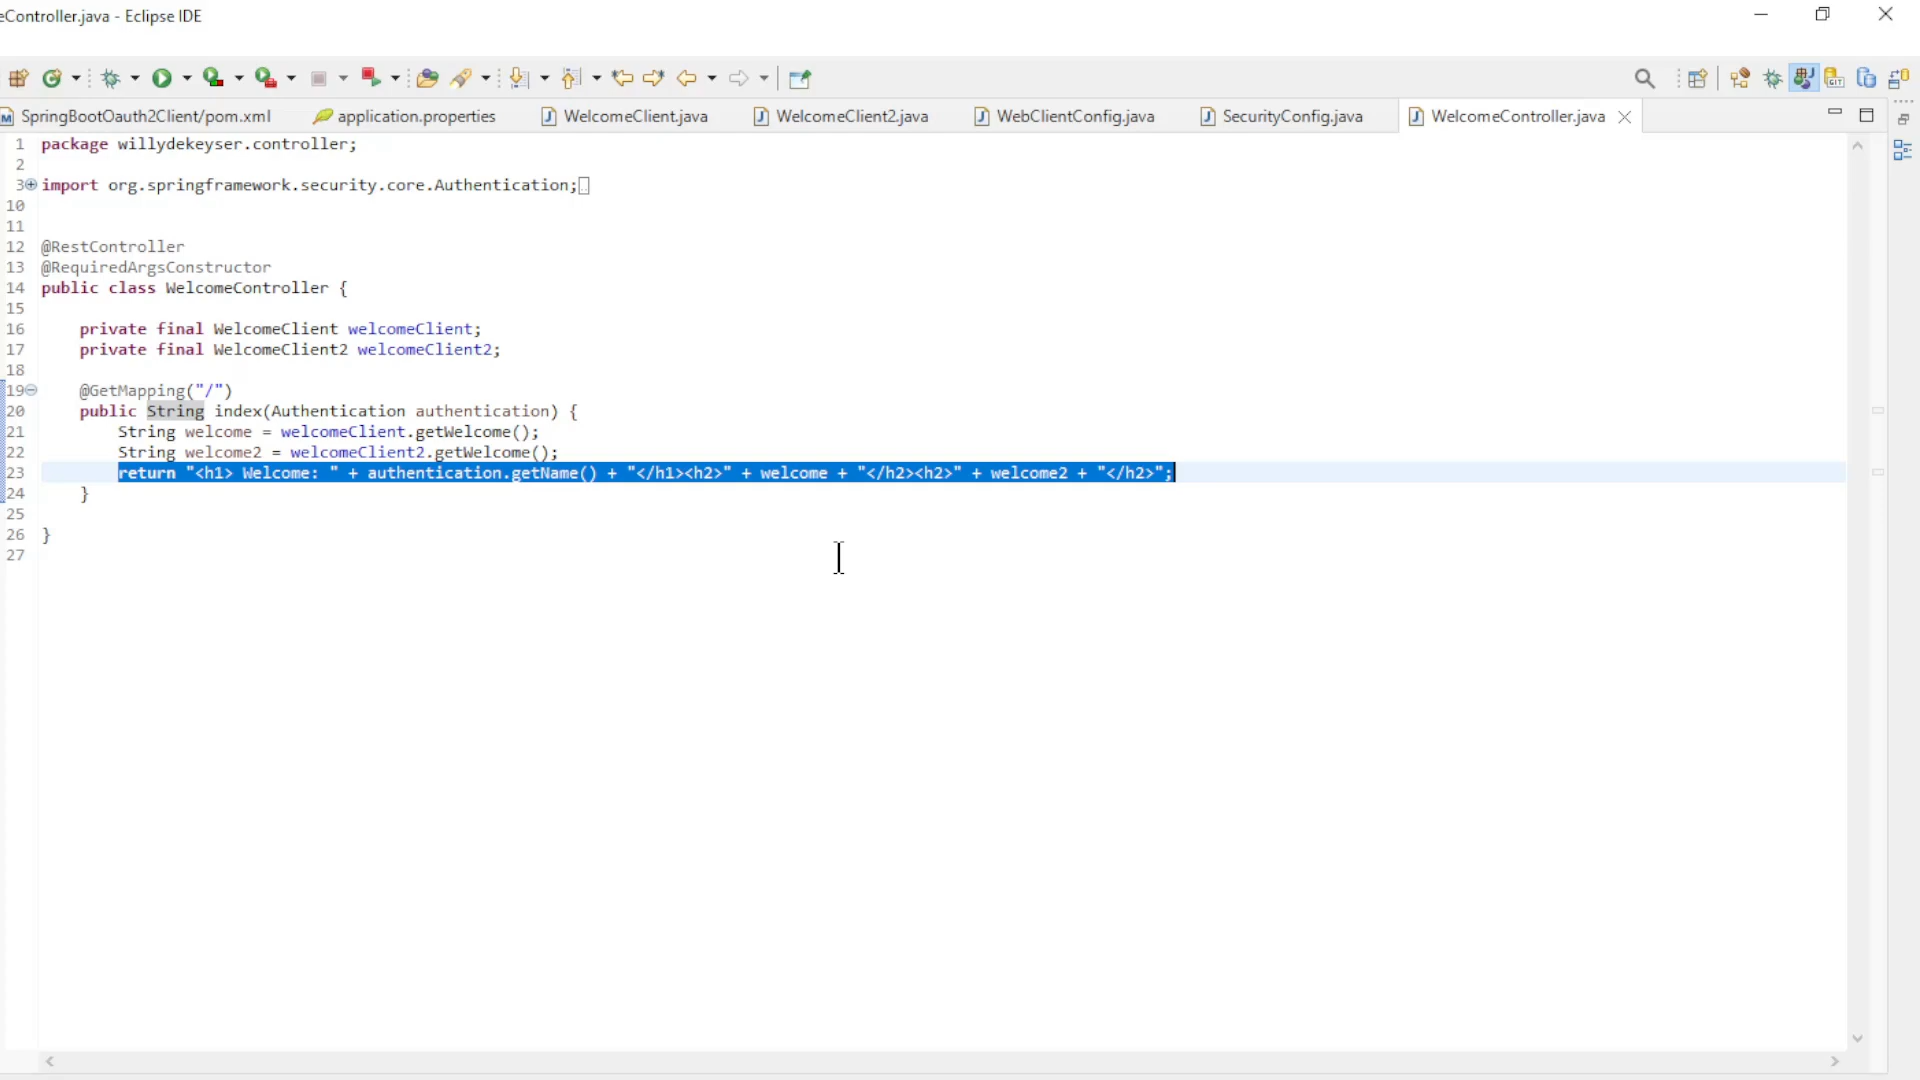 eController.java - Eclipse IDE
SpringBootOauth2Client/pom.xml
application.properties
WelcomeClient.java
WelcomeClient2.java
WebClientConfig.java
SecurityConfig.java
WelcomeController.java
1 package willydekeyser.controller;
2
3 import org.springframework.security.core.Authentication;
10
11
12 @RestController
13 @RequiredArgsConstructor
14 public class WelcomeController {
15
16 private final WelcomeClient welcomeClient;
17 private final WelcomeClient2 welcomeClient2;
18
19 @GetMapping("/")
20 public String index(Authentication authentication) {
21 String welcome = welcomeClient.getWelcome();
22 String welcome2 = welcomeClient2.getWelcome();
23 return "<h1> Welcome: " + authentication.getName() + "</h1><h2>" + welcome + "</h2><h2>" + welcome2 + "</h2>";
24 }
25
26 }
27